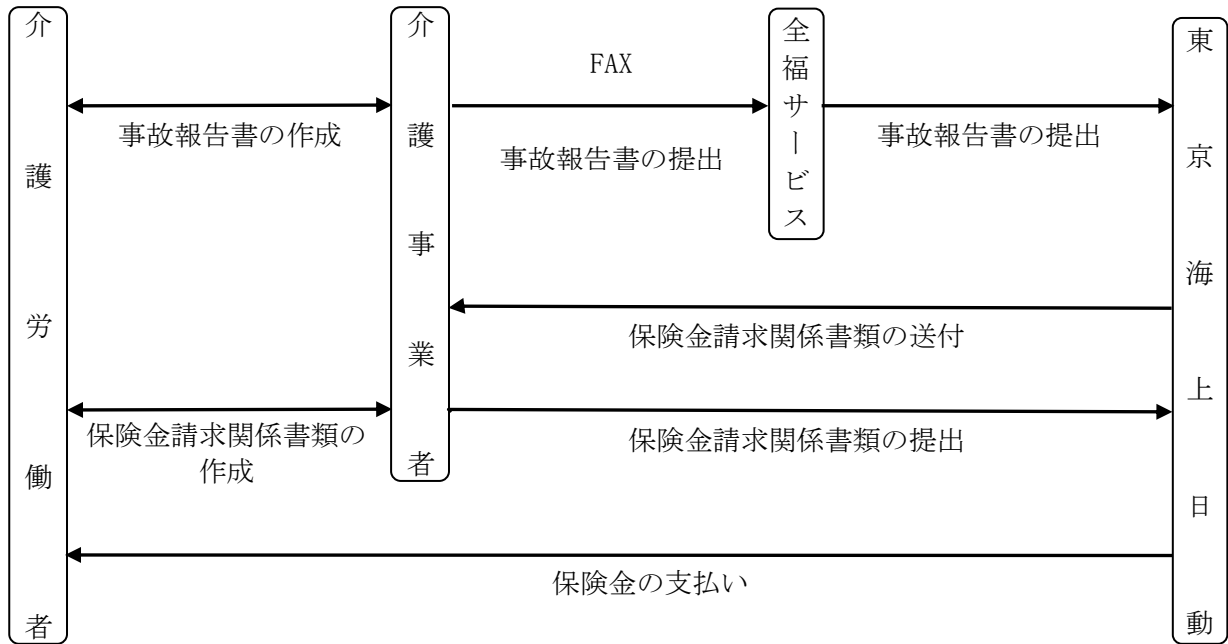 介護労働者
介護事業者
全福サービス
東京海上日動
FAX
事故報告書の作成
事故報告書の提出
事故報告書の提出
保険金請求関係書類の送付
保険金請求関係書類の
作成
保険金請求関係書類の提出
保険金の支払い